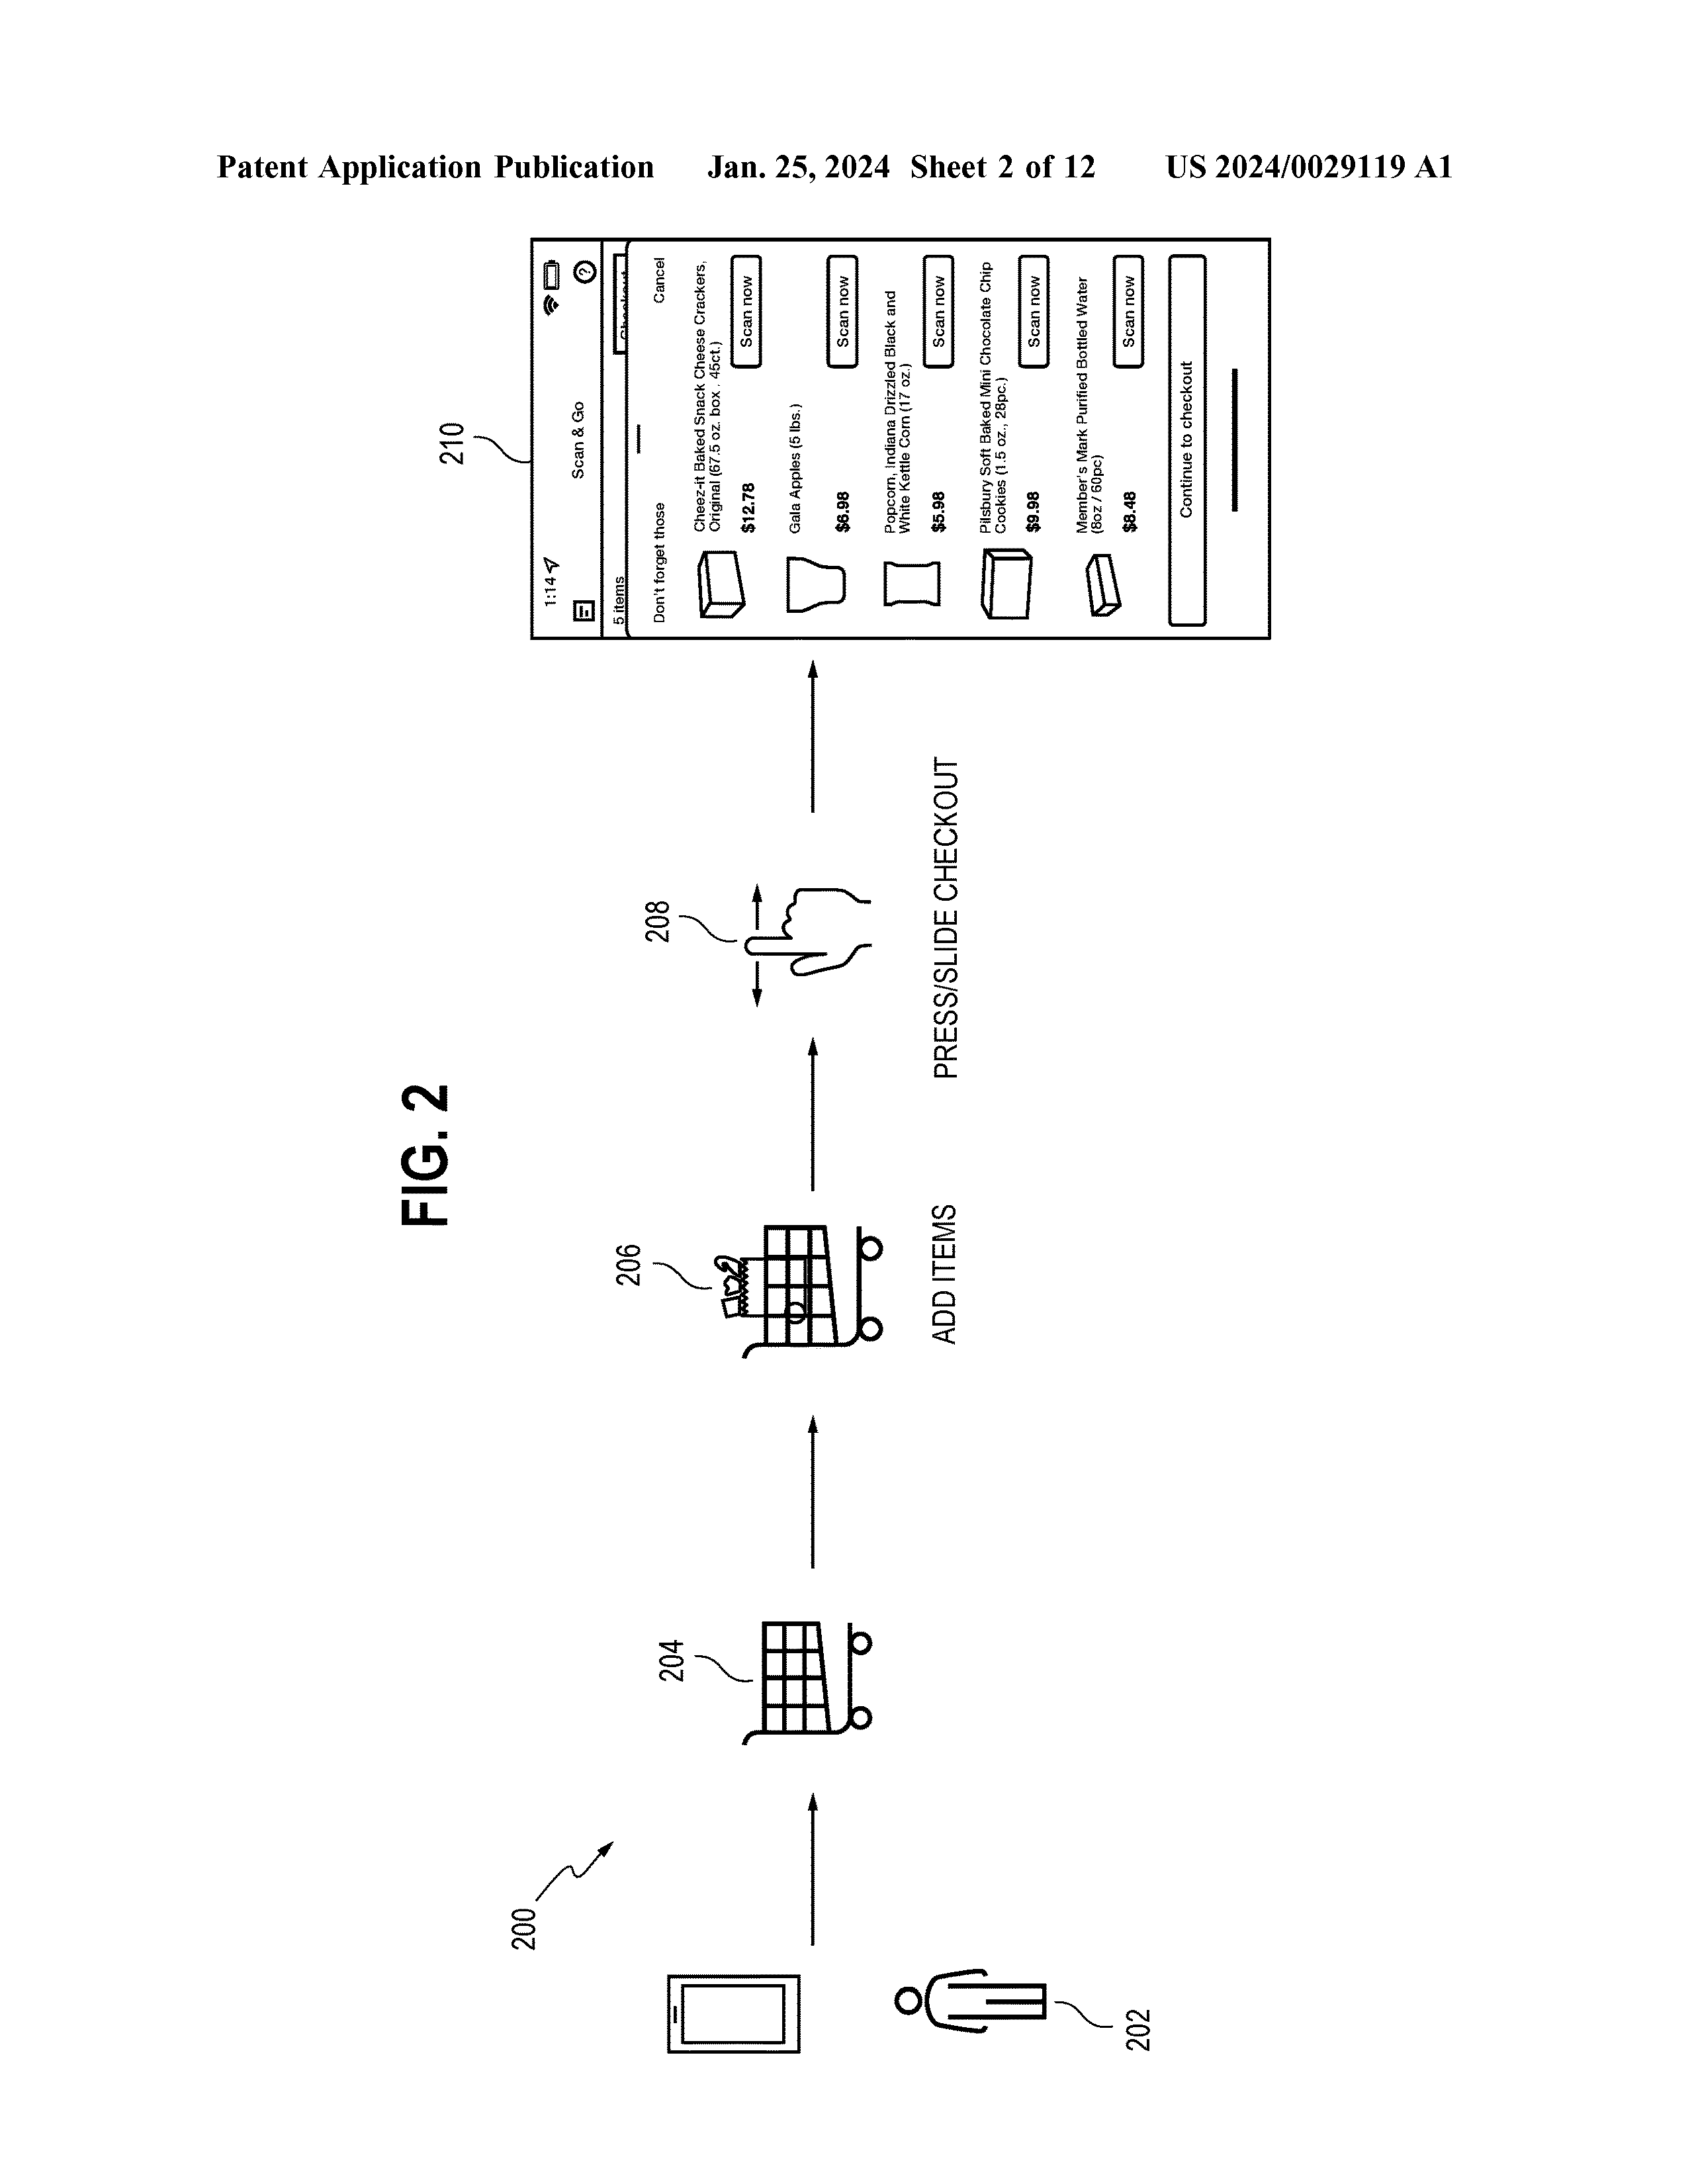 Patent Application Publication Jan. 25, 2024 Sheet 2 of 12 US 2024/0029119 A1
FIG. 2
200
202
204
206
ADD ITEMS
208
PRESS/SLIDE CHECKOUT
210
1:14
Scan & Go
?
5 items
Checkout
Don't forget those
Cancel
Cheez-it Baked Snack Cheese Crackers,
Original (67.5 oz. box . 45ct.)
$12.78
Scan now
Gala Apples (5 lbs.)
$6.98
Scan now
Popcorn, Indiana Drizzled Black and
White Kettle Corn (17 oz.)
$5.98
Scan now
Pilsbury Soft Baked Mini Chocolate Chip
Cookies (1.5 oz., 28pc.)
$9.98
Scan now
Member's Mark Purified Bottled Water
(8oz / 60pc)
$8.48
Scan now
Continue to checkout